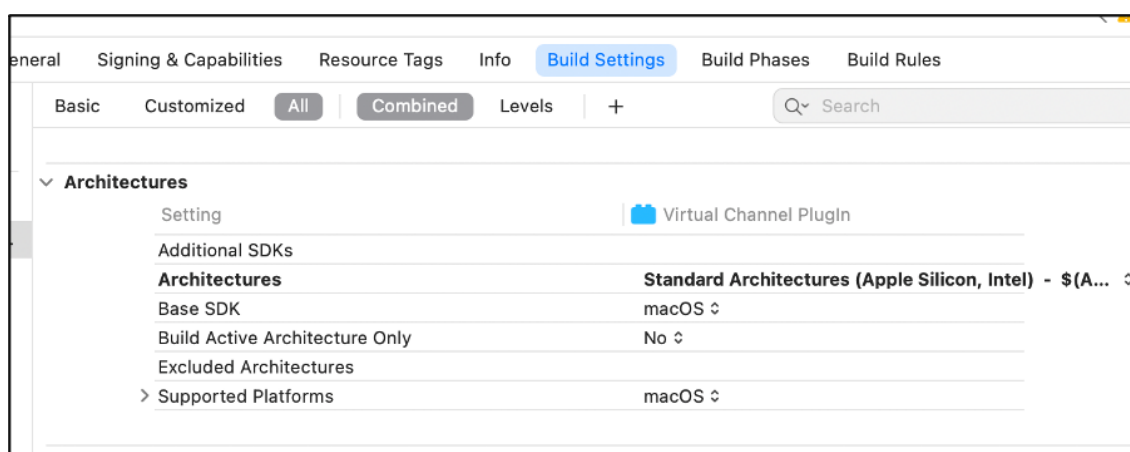 eneral Signing & Capabilities Resource Tags Info Build Settings Build Phases Build Rules
Basic Customized All Combined Levels + Search
Architectures
Setting Virtual Channel PlugIn
Additional SDKs
Architectures Standard Architectures (Apple Silicon, Intel) - $(A...
Base SDK macOS
Build Active Architecture Only No
Excluded Architectures
Supported Platforms macOS